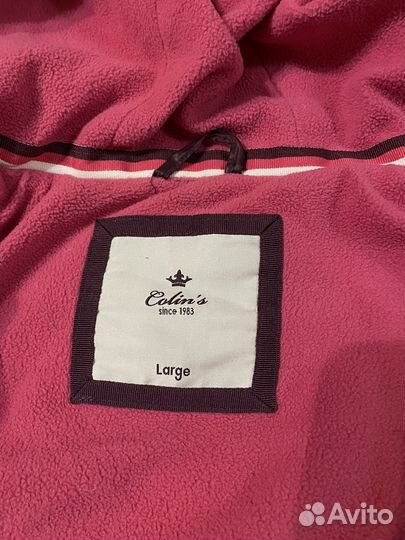 Colin's
since 1983
Large
Avito